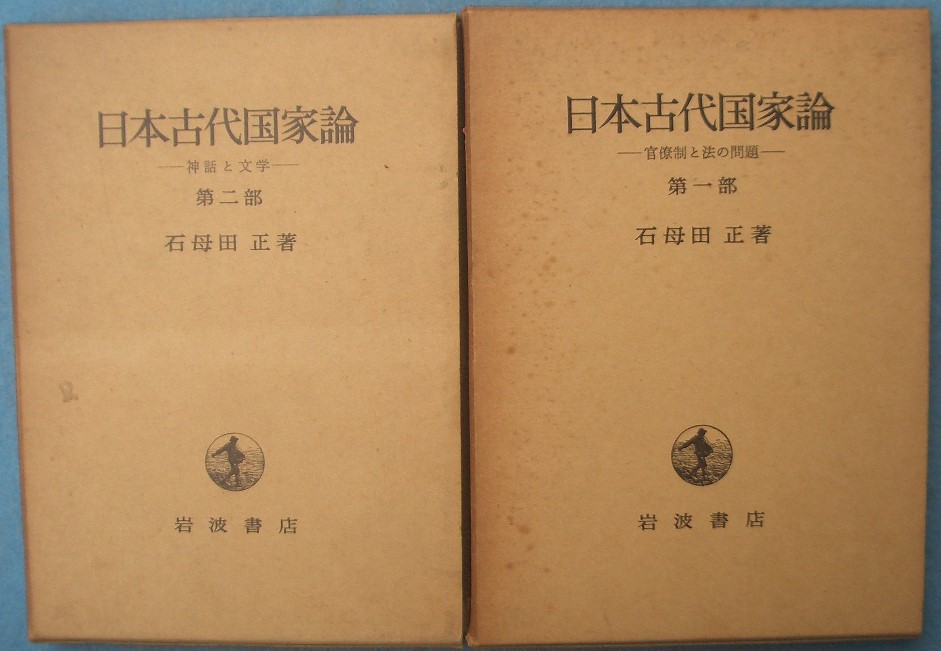 日本古代国家論
―神話と文学―
第二部
石母田 正著
岩波書店
日本古代国家論
―官僚制と法の問題―
第一部
石母田 正著
岩波書店